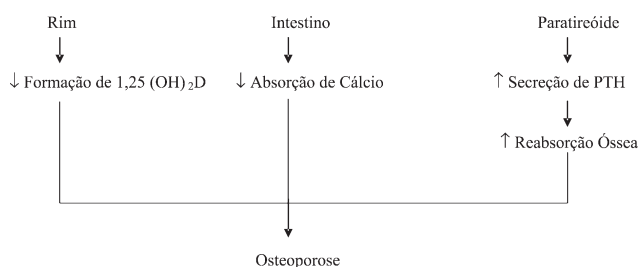 Rim Intestino Paratireóide
↓ Formação de 1,25 (OH) 2D ↓ Absorção de Cálcio ↑ Secreção de PTH
↑ Reabsorção Óssea
Osteoporose